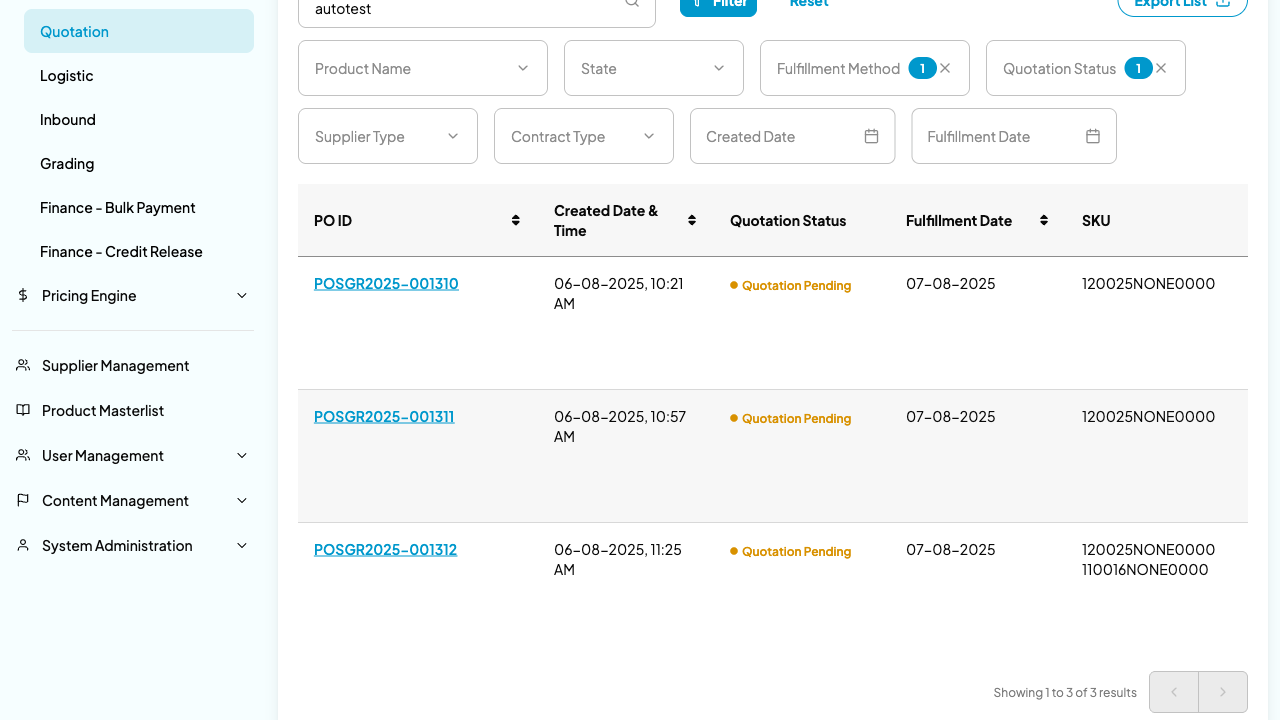 Quotation
Logistic
Inbound
Grading
Finance - Bulk Payment
Finance - Credit Release
Pricing Engine
Supplier Management
Product Masterlist
User Management
Content Management
System Administration
autotest
Filter
Reset
Export List
Product Name
State
Fulfillment Method 1
Quotation Status 1
Supplier Type
Contract Type
Created Date
Fulfillment Date
PO ID
Created Date &
Time
Quotation Status
Fulfillment Date
SKU
POSGR2025-001310
06-08-2025, 10:21
AM
Quotation Pending
07-08-2025
120025NONE0000
POSGR2025-001311
06-08-2025, 10:57
AM
Quotation Pending
07-08-2025
120025NONE0000
POSGR2025-001312
06-08-2025, 11:25
AM
Quotation Pending
07-08-2025
120025NONE0000
110016NONE0000
Showing 1 to 3 of 3 results